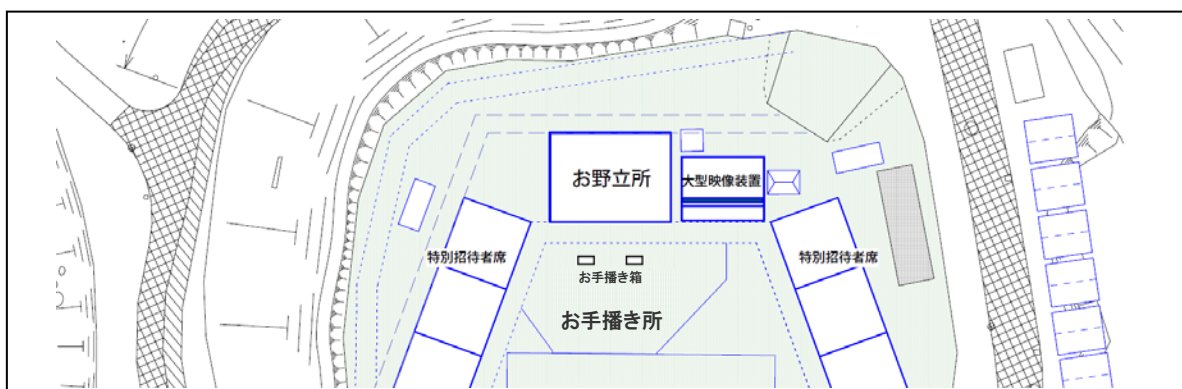 お野立所
大型映像装置
特別招待者席
特別招待者席
お手播き箱
お手播き所